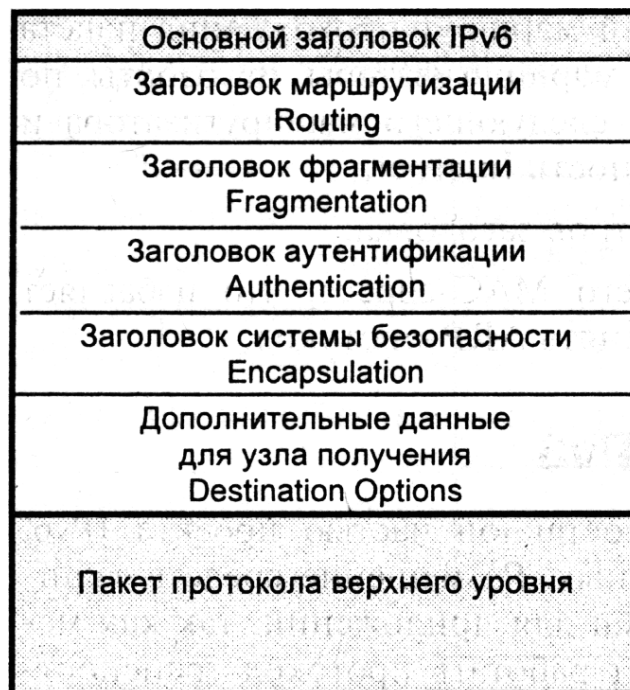 Основной заголовок IPv6
Заголовок маршрутизации
Routing
Заголовок фрагментации
Fragmentation
Заголовок аутентификации
Authentication
Заголовок системы безопасности
Encapsulation
Дополнительные данные
для узла получения
Destination Options
Пакет протокола верхнего уровня